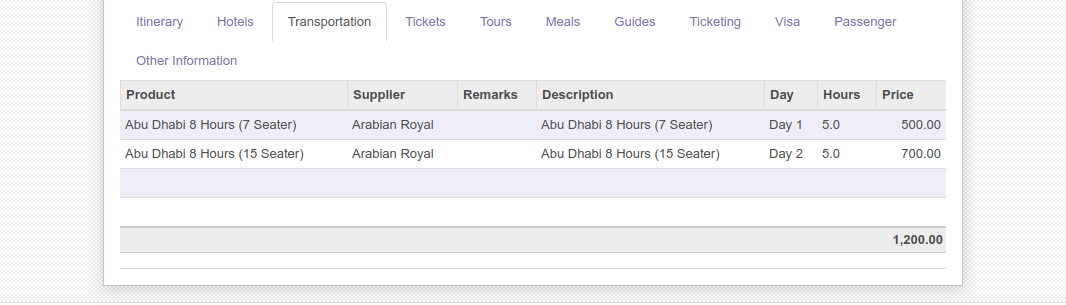 Itinerary Hotels Transportation Tickets Tours Meals Guides Ticketing Visa Passenger
Other Information
Product Supplier Remarks Description Day Hours Price
Abu Dhabi 8 Hours (7 Seater) Arabian Royal Abu Dhabi 8 Hours (7 Seater) Day 1 5.0 500.00
Abu Dhabi 8 Hours (15 Seater) Arabian Royal Abu Dhabi 8 Hours (15 Seater) Day 2 5.0 700.00
1,200.00